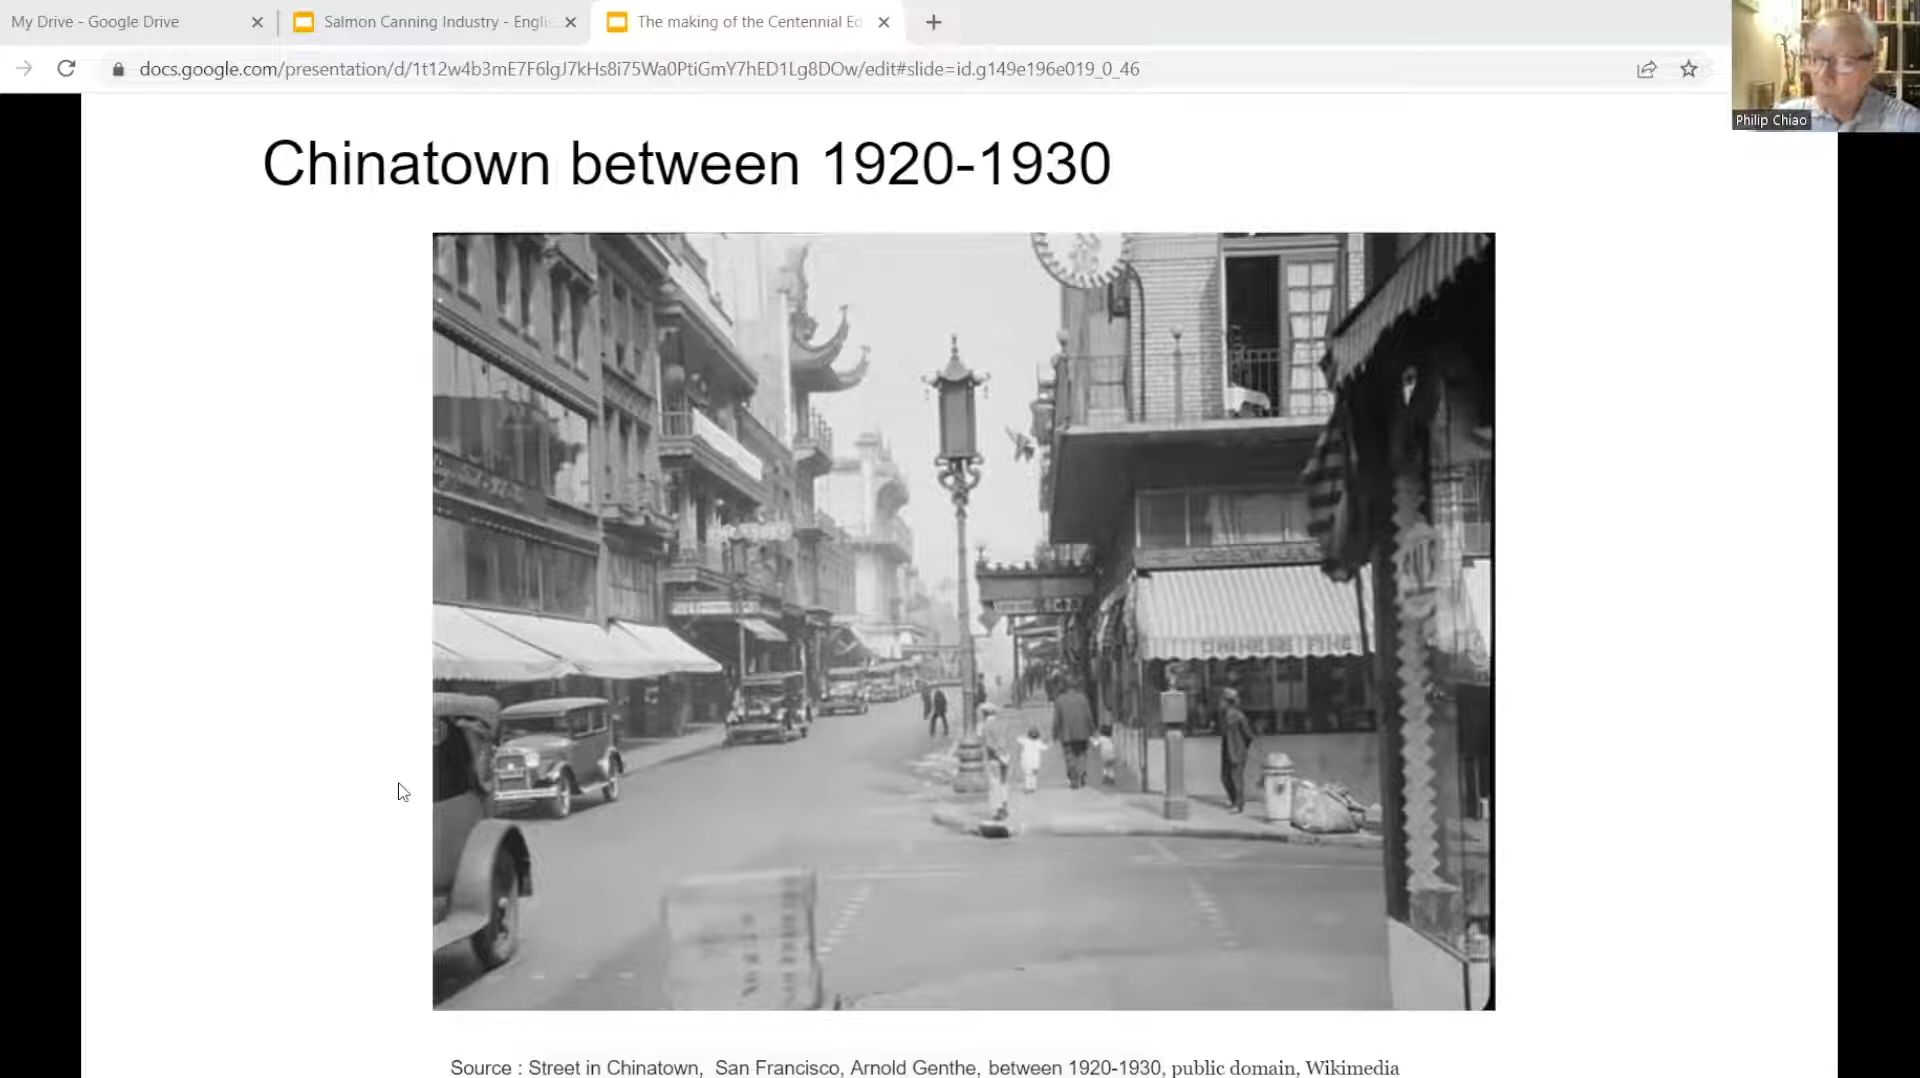 My Drive - Google Drive
Salmon Canning Industry - Engli
The making of the Centennial Ed
docs.google.com/presentation/d/1t12w4b3mE7F6lgJ7kHs8i75Wa0PtiGmY7hED1Lg8DOw/edit#slide=id.g149e196e019_0_46
Philip Chiao
Chinatown between 1920-1930
CHINESE FINE
Source : Street in Chinatown, San Francisco, Arnold Genthe, between 1920-1930, public domain, Wikimedia